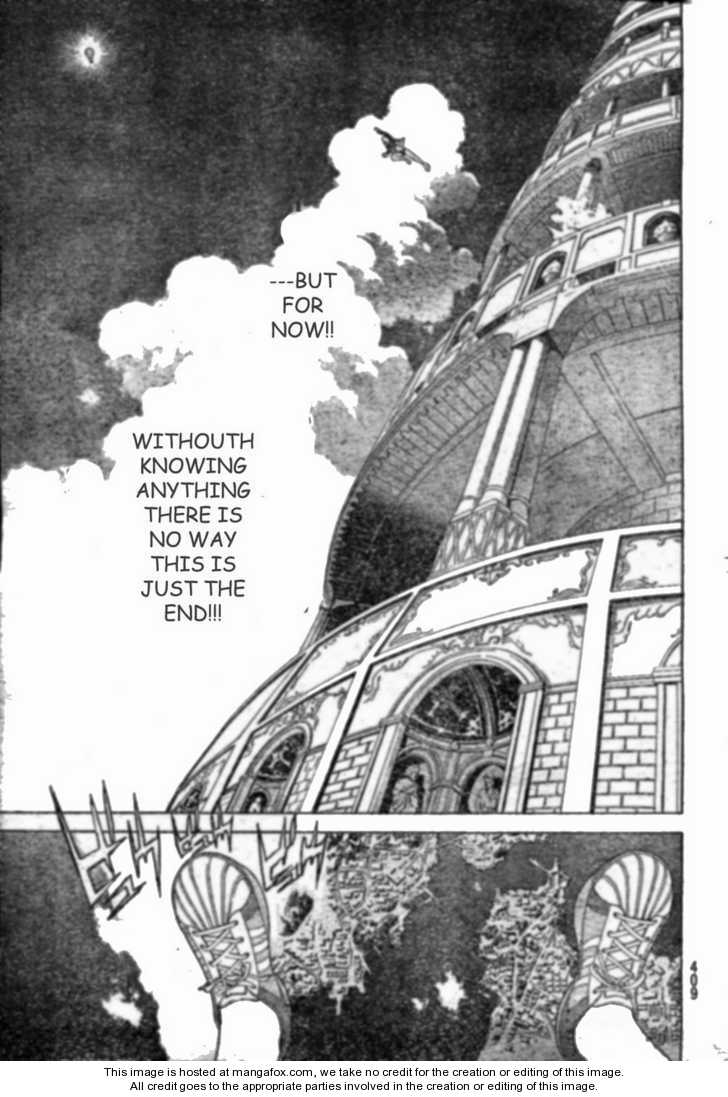 ---BUT
FOR
NOW!!
WITHOUTH
KNOWING
ANYTHING
THERE IS
NO WAY
THIS IS
JUST THE
END!!!
409
This image is hosted at mangafox.com, we take no credit for the creation or editing of this image.
All credit goes to the appropriate parties involved in the creation or editing of this image.